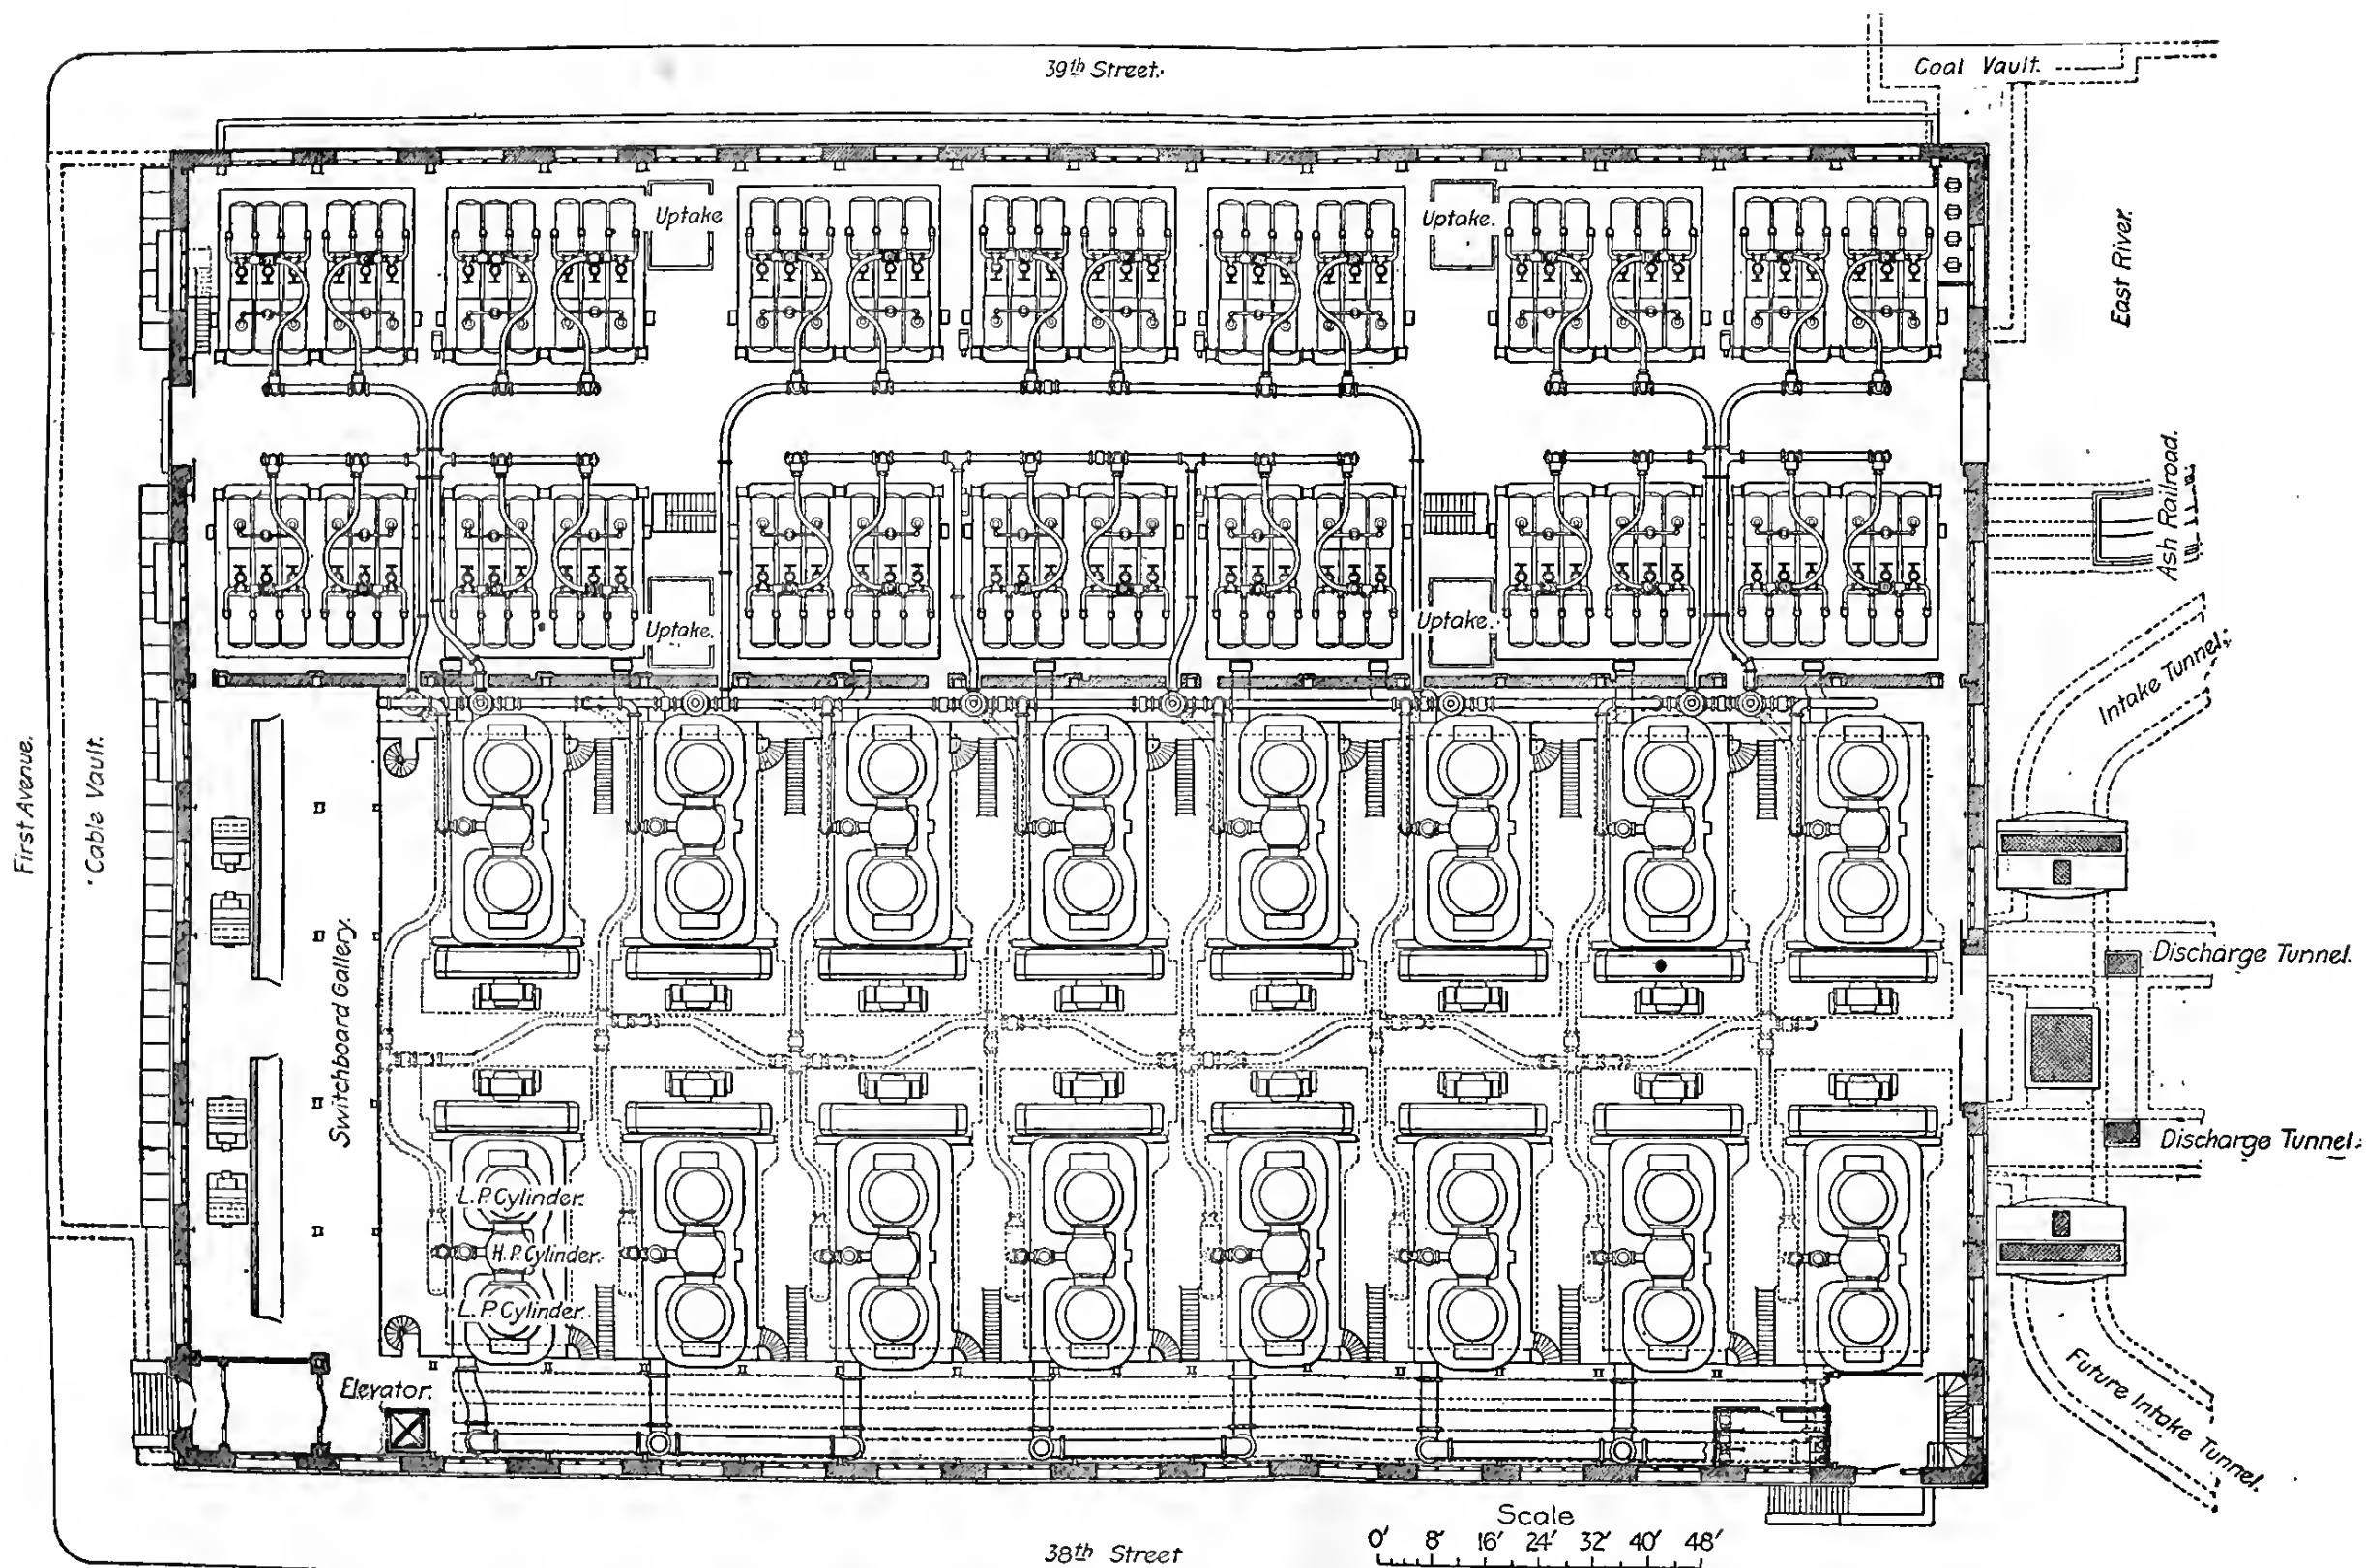 39th Street.
Coal Vault.
Uptake
Uptake.
East River.
Ash Railroad.
Uptake.
Uptake.
Intake Tunnel.
First Avenue.
Cable Vault.
Switchboard Gallery.
Discharge Tunnel.
Discharge Tunnel.
L.P. Cylinder.
H.P. Cylinder.
L.P. Cylinder.
Elevator.
Future Intake Tunnel.
38th Street
Scale
0' 8' 16' 24' 32' 40' 48'